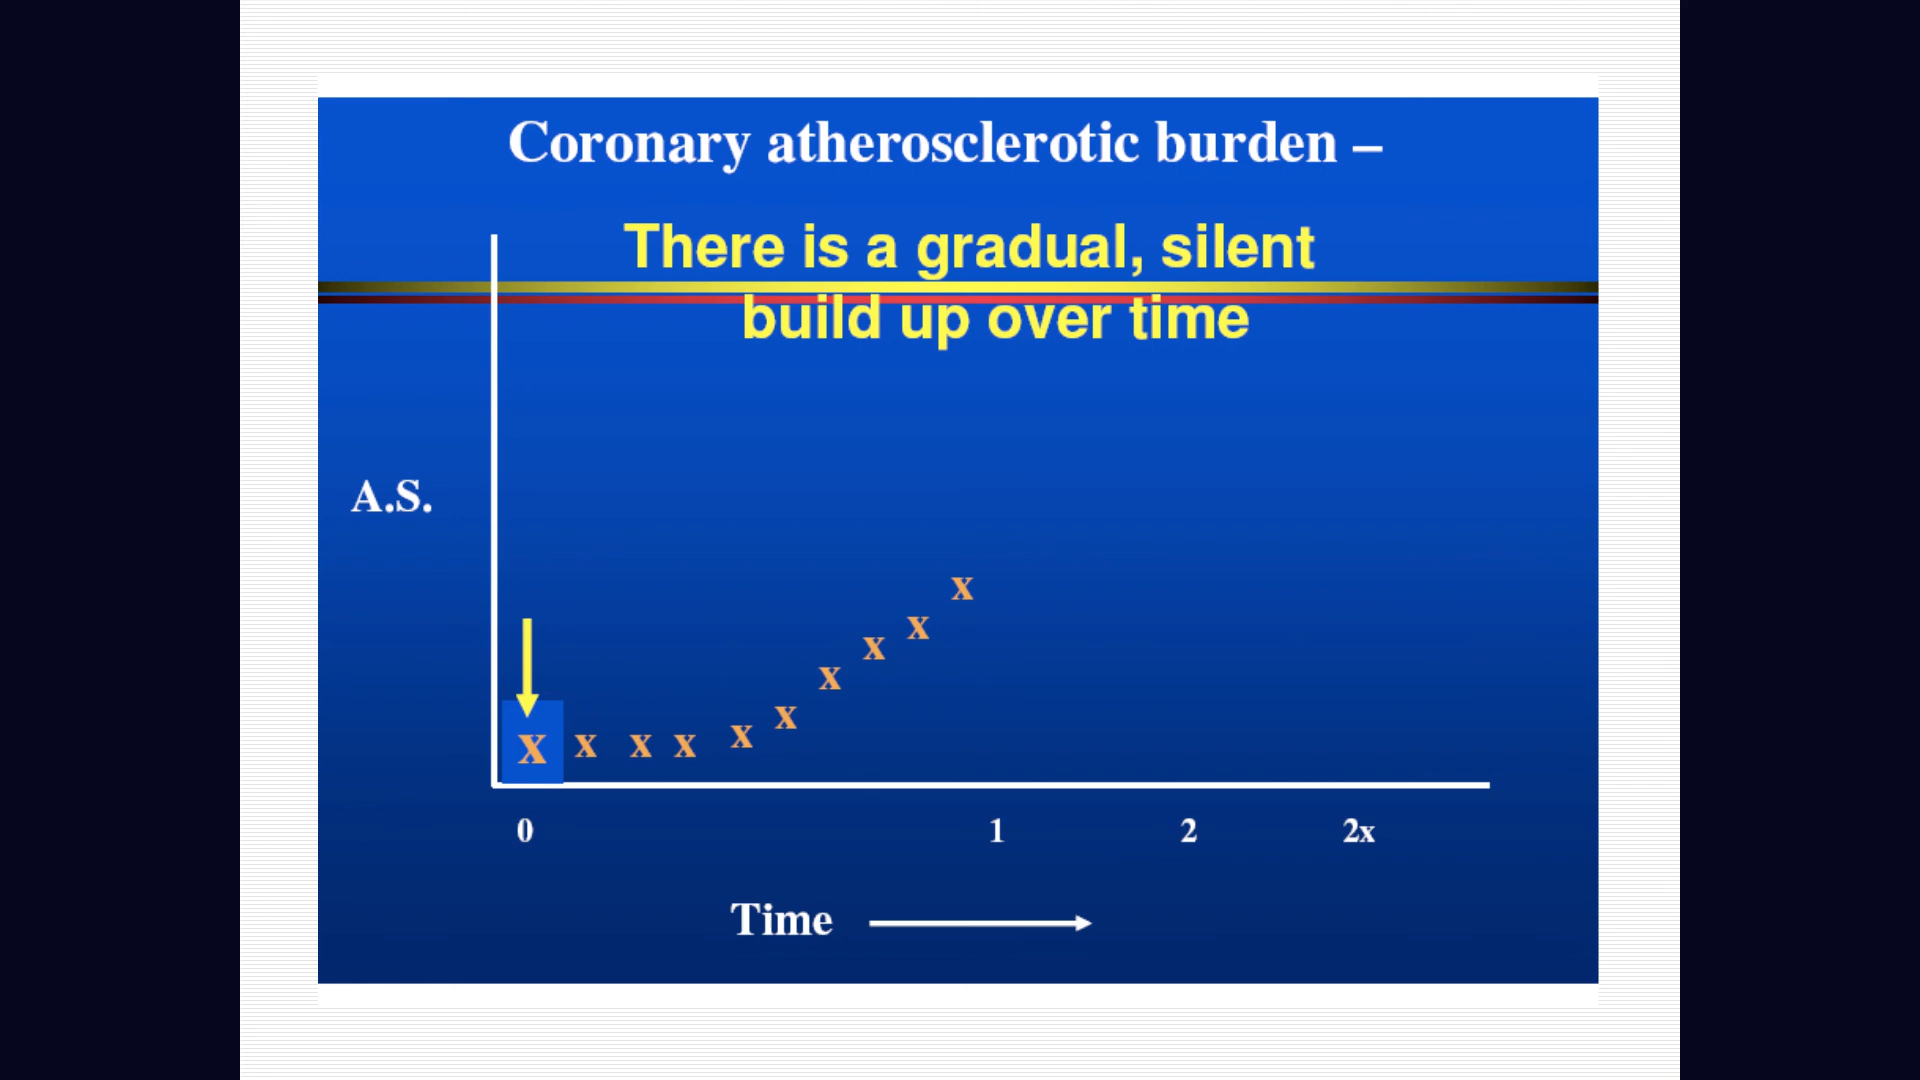 Coronary atherosclerotic burden –
There is a gradual, silent
build up over time
A.S.
x
x
x
x
x
x
x
x
x
x
0 1 2 2x
Time